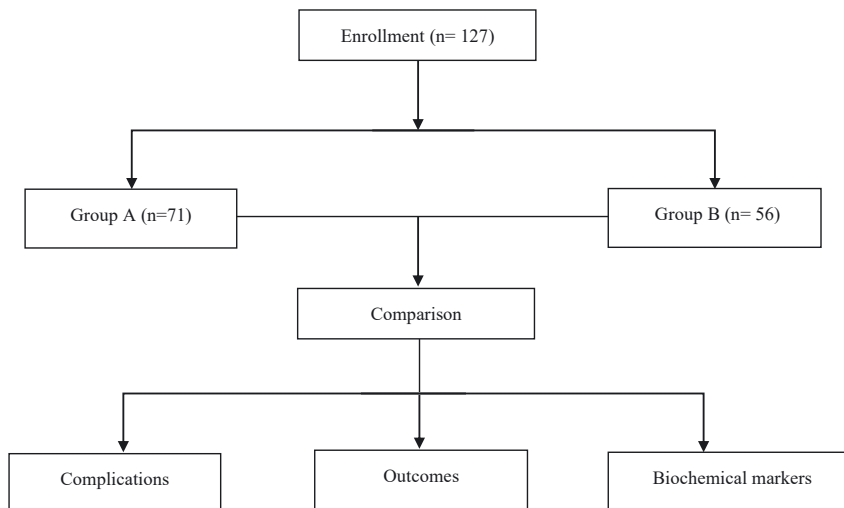 Enrollment (n= 127)
Group A (n=71)
Group B (n= 56)
Comparison
Complications
Outcomes
Biochemical markers